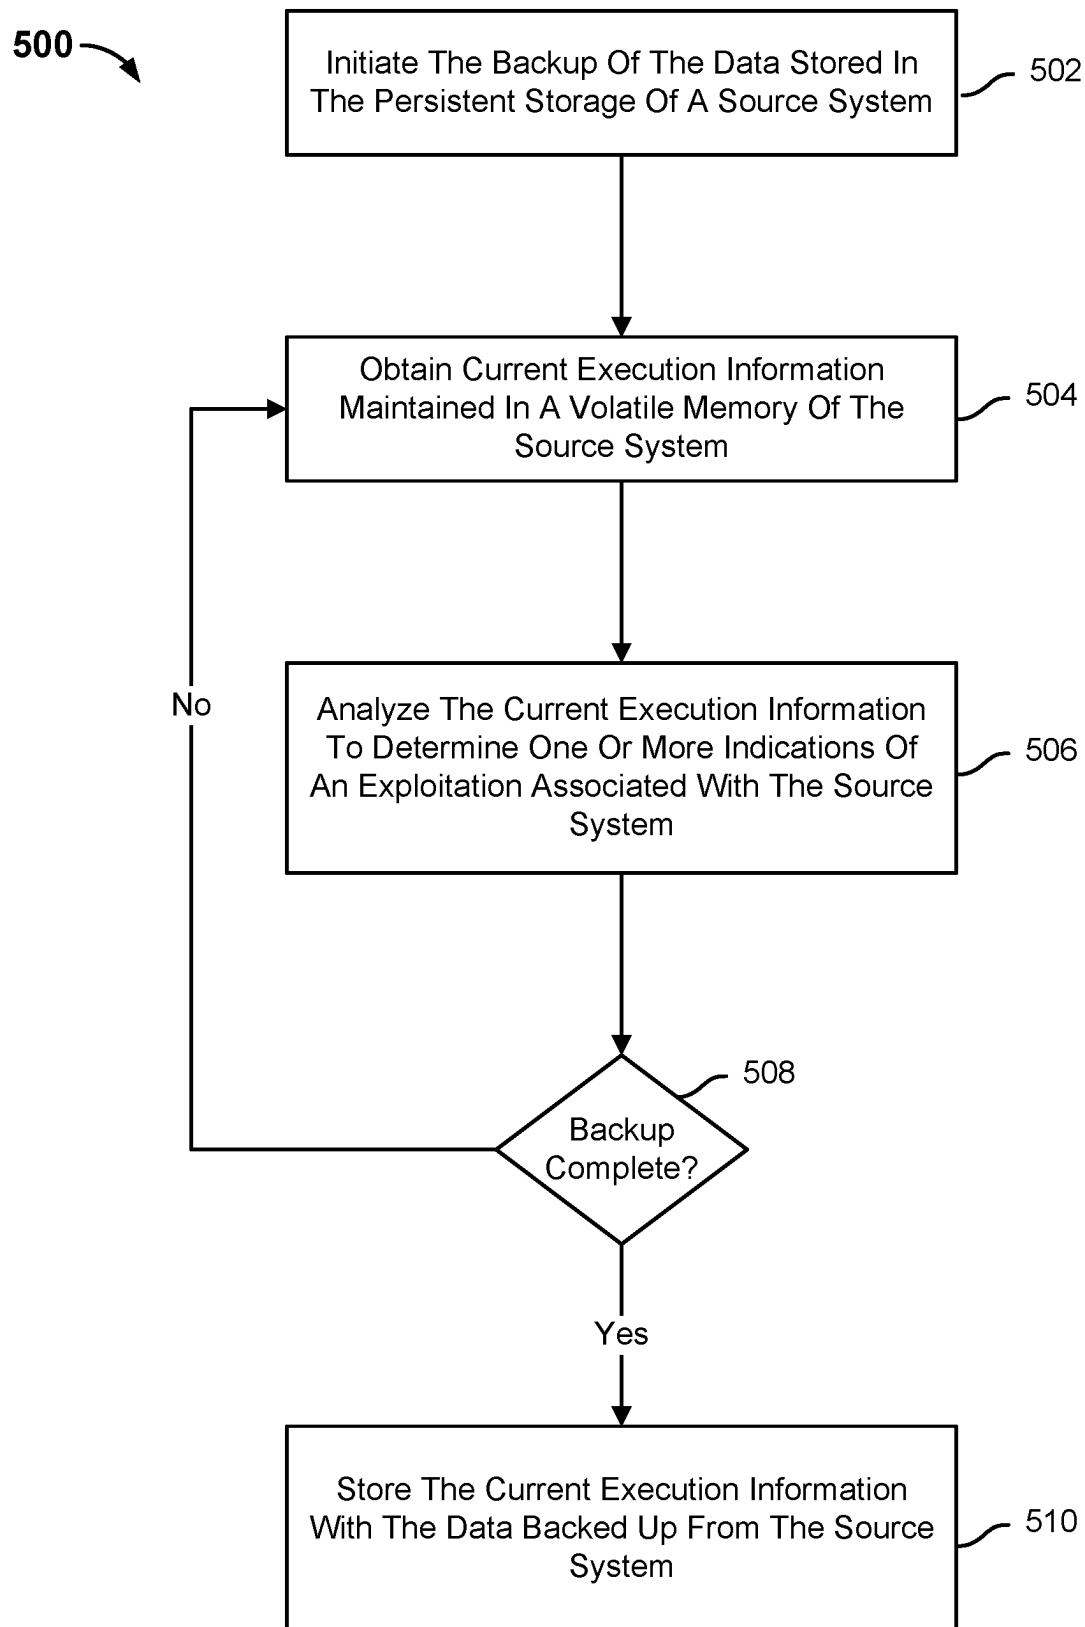 500
Initiate The Backup Of The Data Stored In
The Persistent Storage Of A Source System
502
Obtain Current Execution Information
Maintained In A Volatile Memory Of The
Source System
504
No
Analyze The Current Execution Information
To Determine One Or More Indications Of
An Exploitation Associated With The Source
System
506
508
Backup
Complete?
Yes
Store The Current Execution Information
With The Data Backed Up From The Source
System
510